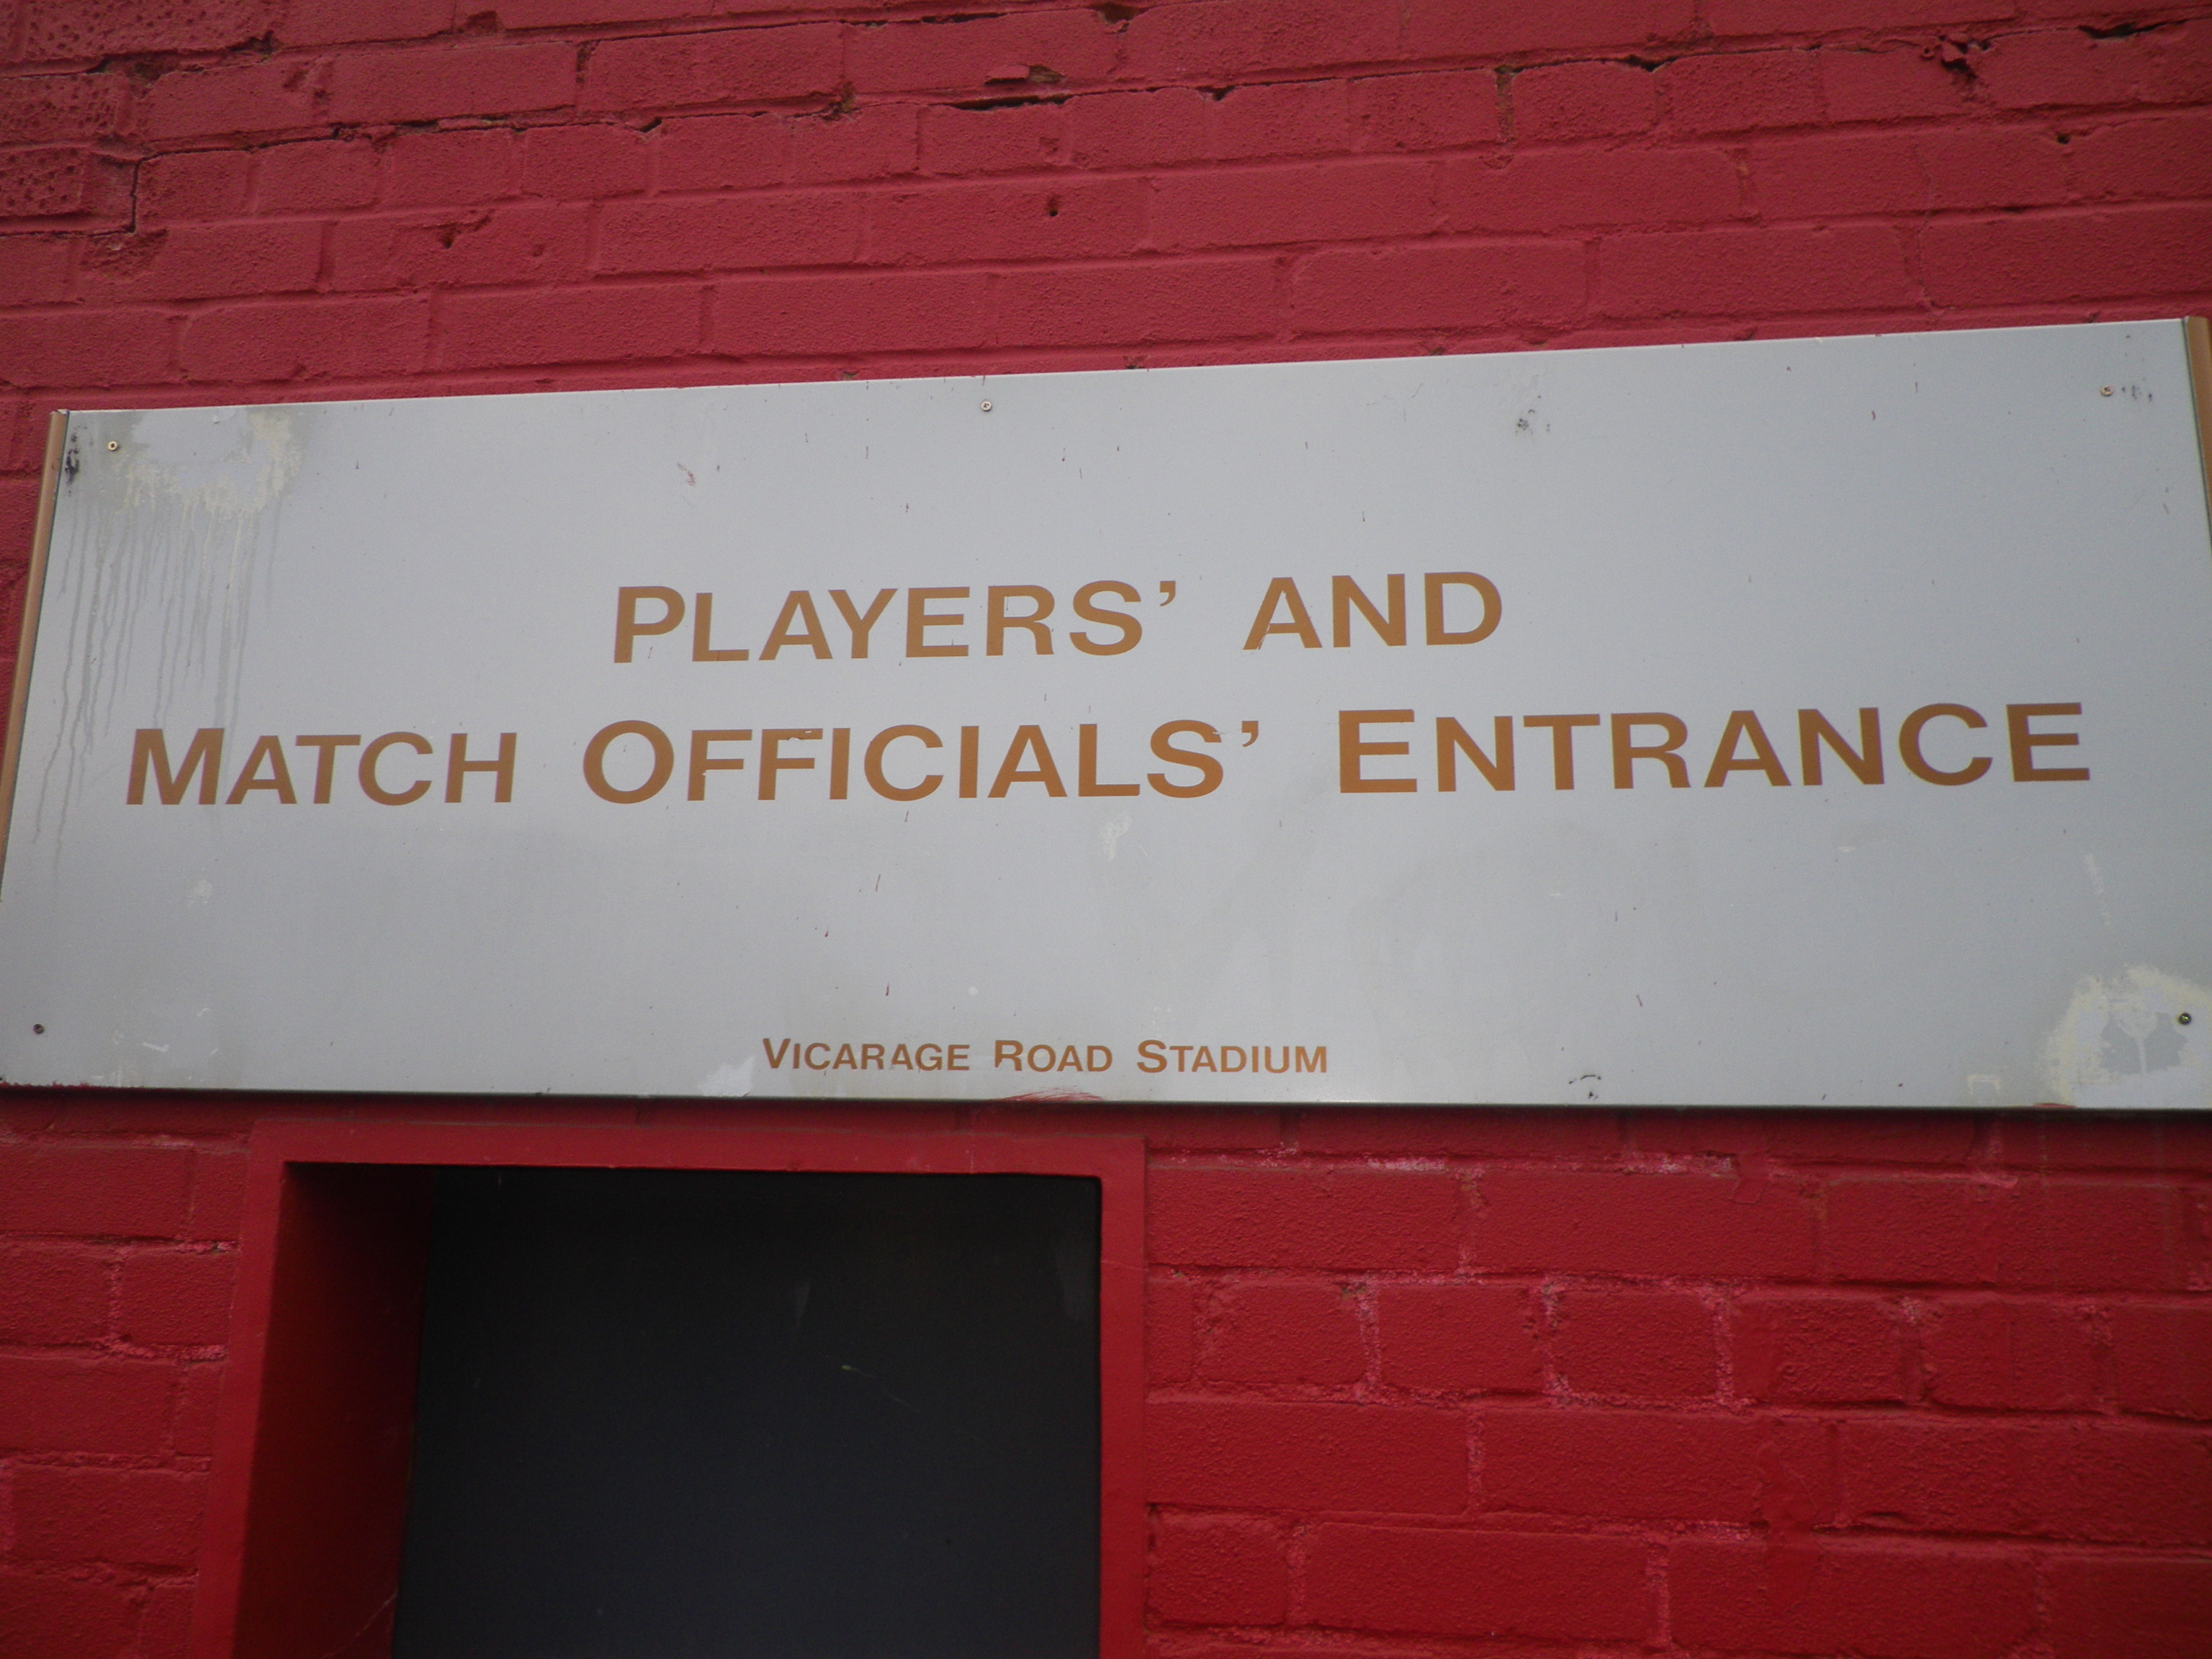 PLAYERS’ AND
MATCH OFFICIALS’ ENTRANCE
VICARAGE ROAD STADIUM